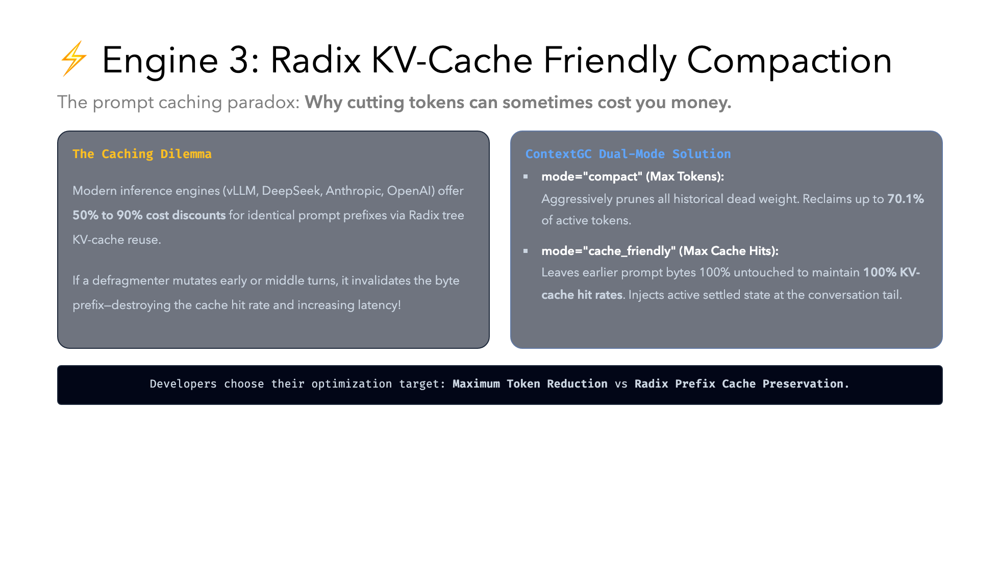 ⚡ Engine 3: Radix KV-Cache Friendly Compaction
The prompt caching paradox: Why cutting tokens can sometimes cost you money.
The Caching Dilemma
Modern inference engines (vLLM, DeepSeek, Anthropic, OpenAI) offer
50% to 90% cost discounts for identical prompt prefixes via Radix tree
KV-cache reuse.
If a defragmenter mutates early or middle turns, it invalidates the byte
prefix—destroying the cache hit rate and increasing latency!
ContextGC Dual-Mode Solution
▪ mode="compact" (Max Tokens):
Aggressively prunes all historical dead weight. Reclaims up to 70.1%
of active tokens.
▪ mode="cache_friendly" (Max Cache Hits):
Leaves earlier prompt bytes 100% untouched to maintain 100% KV-
cache hit rates. Injects active settled state at the conversation tail.
Developers choose their optimization target: Maximum Token Reduction vs Radix Prefix Cache Preservation.